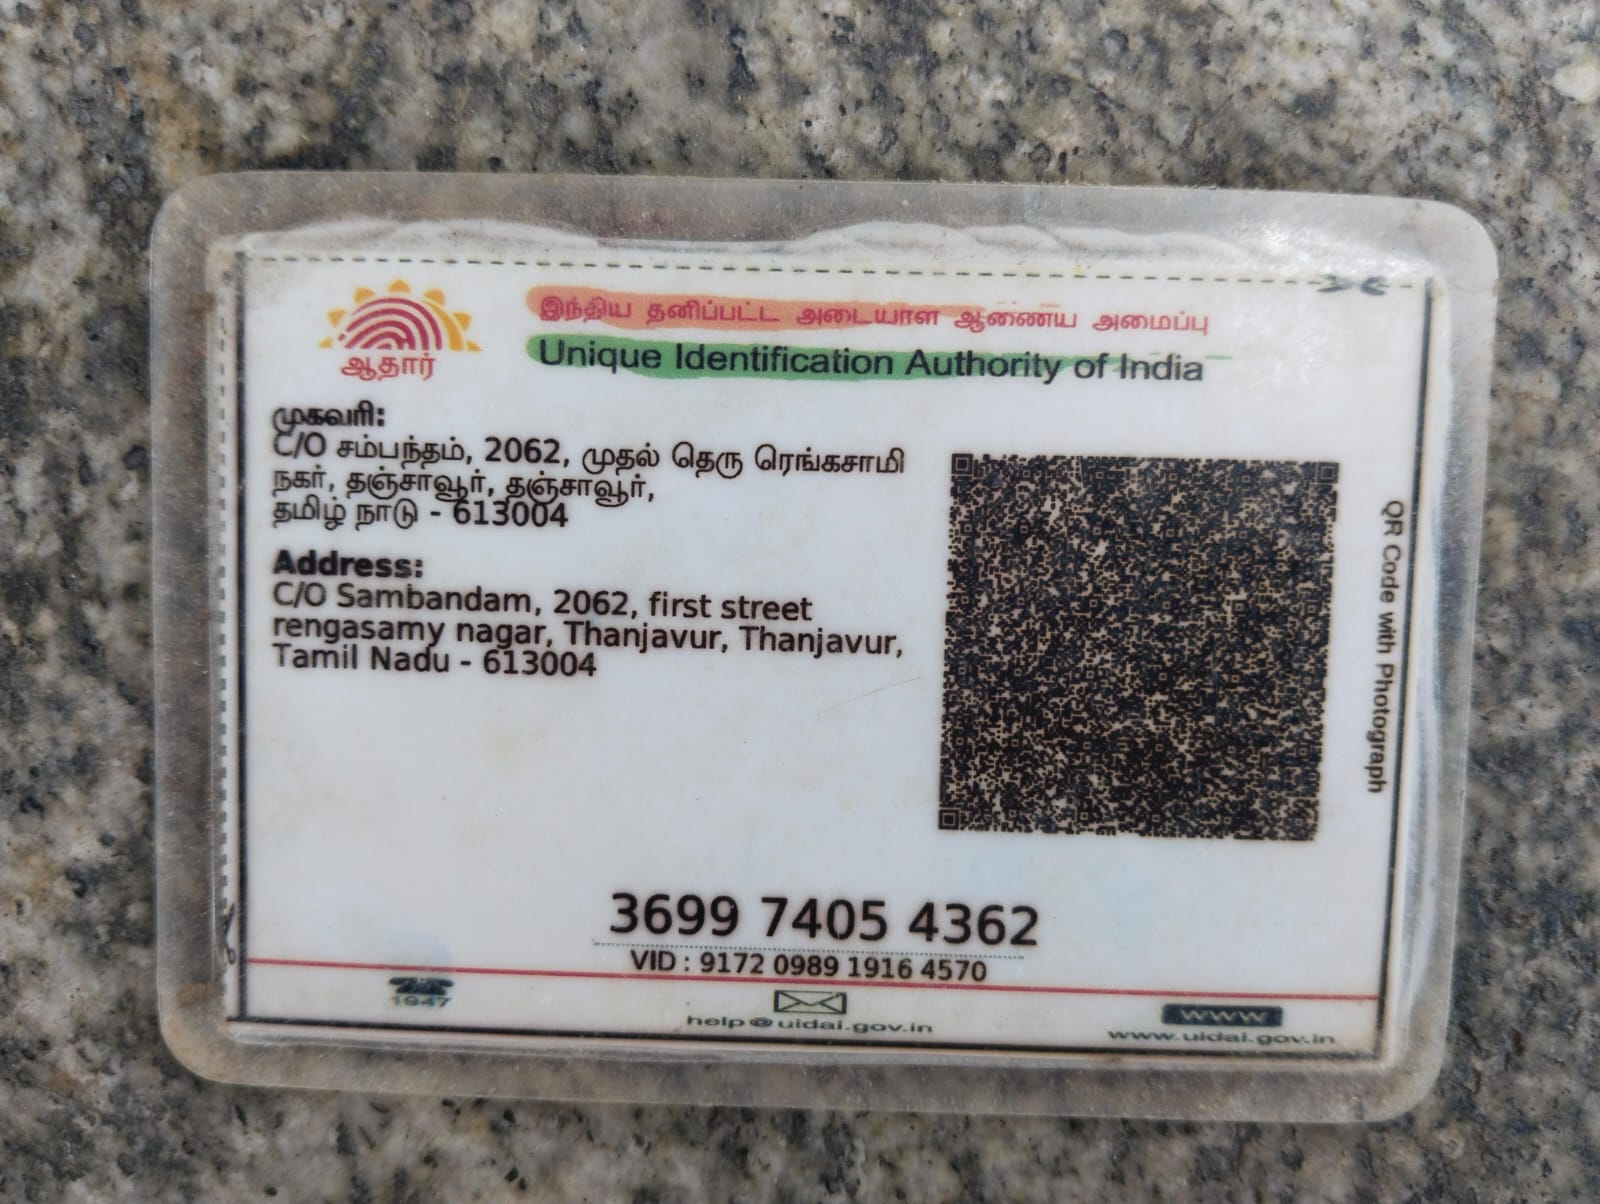 ஆதார்
இந்திய தனிப்பட்ட அடையாள ஆணைய அமைப்பு
Unique Identification Authority of India
முகவரி:
C/O சம்பந்தம், 2062, முதல் தெரு ரெங்கசாமி
நகர், தஞ்சாவூர், தஞ்சாவூர்,
தமிழ் நாடு - 613004
Address:
C/O Sambandam, 2062, first street
rengasamy nagar, Thanjavur, Thanjavur,
Tamil Nadu - 613004
QR Code with Photograph
3699 7405 4362
VID : 9172 0989 1916 4570
1947
help@uidai.gov.in
www
www.uidai.gov.in